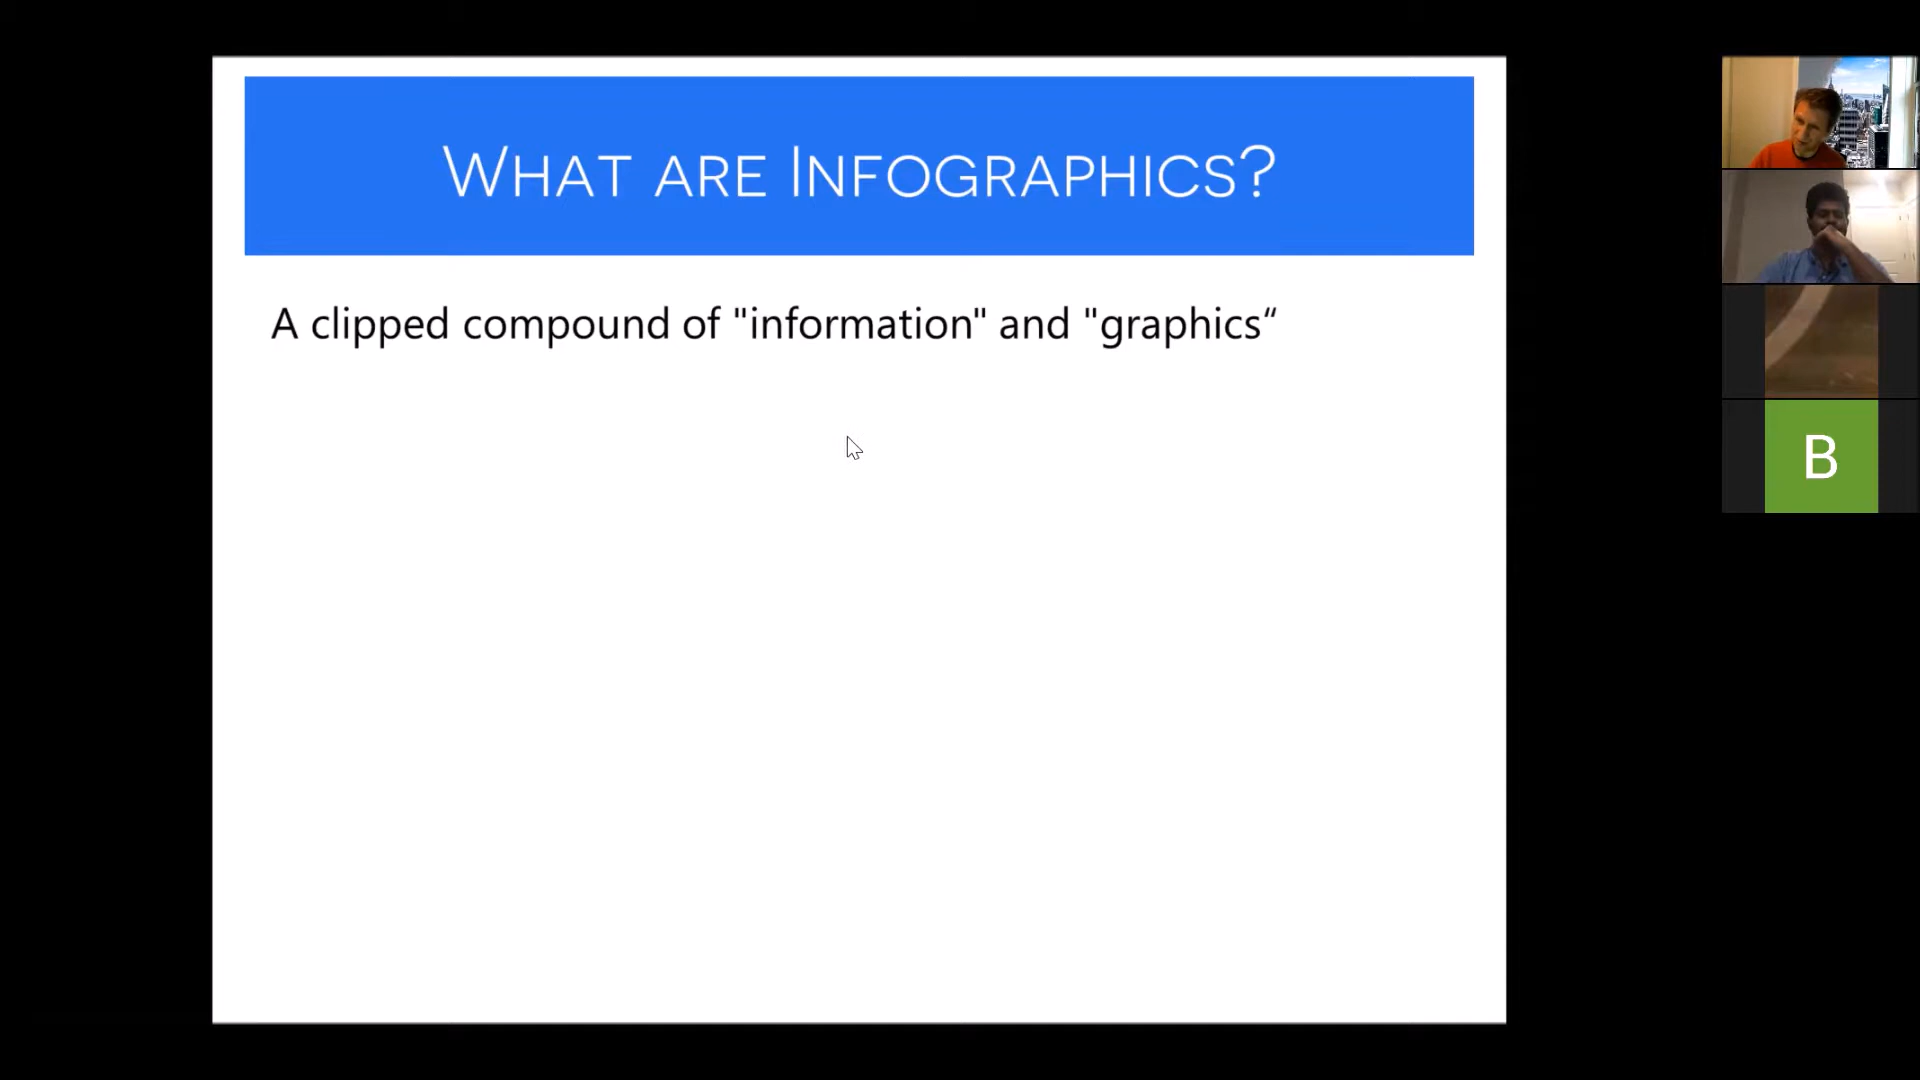 WHAT ARE INFOGRAPHICS?
A clipped compound of "information" and "graphics“
B